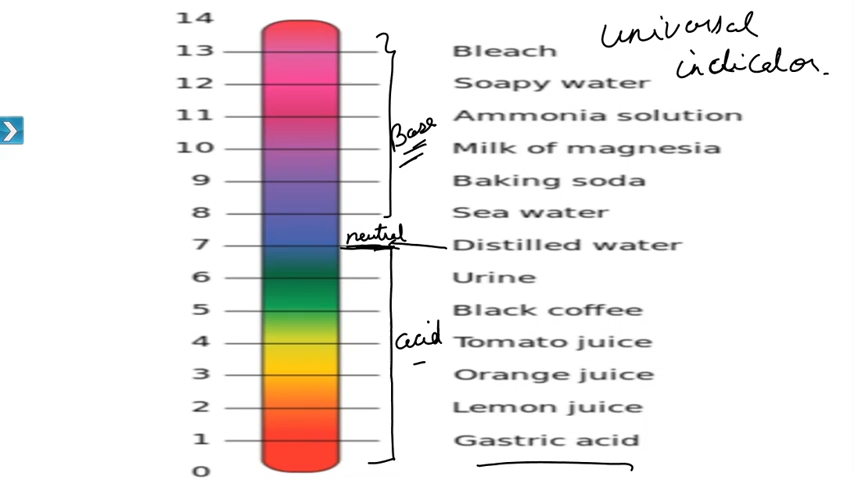 14
universal
indicator.
13 Bleach
12 Soapy water
11 Ammonia solution
Base
10 Milk of magnesia
9 Baking soda
8 Sea water
neutral
7 Distilled water
6 Urine
5 Black coffee
acid
4 Tomato juice
3 Orange juice
2 Lemon juice
1 Gastric acid
0